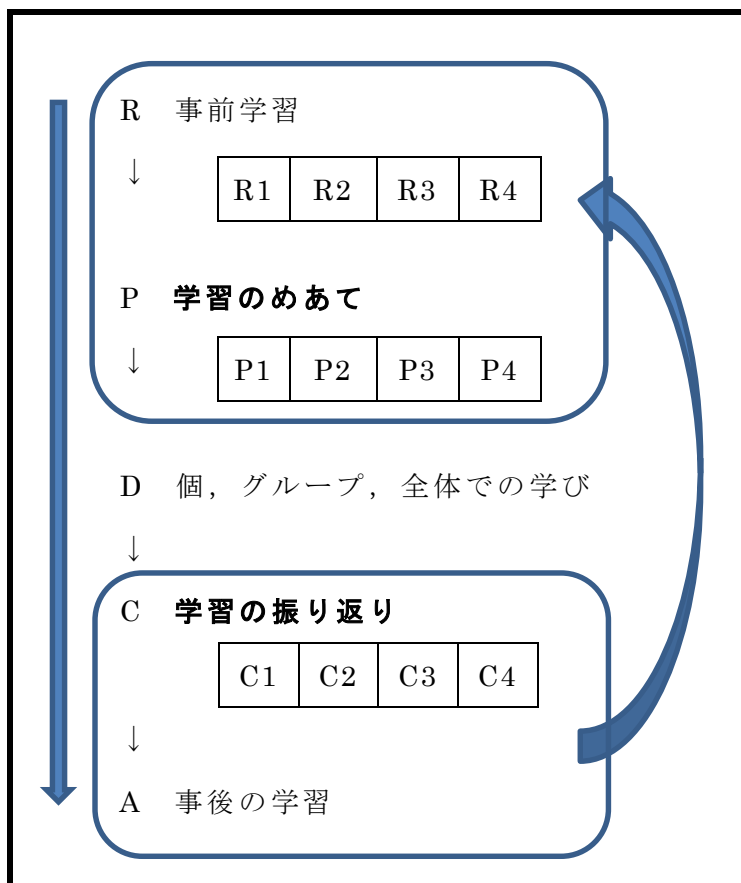 R 事前学習
↓
R1 R2 R3 R4
P 学習のめあて
↓
P1 P2 P3 P4
D 個，グループ，全体での学び
↓
C 学習の振り返り
C1 C2 C3 C4
↓
A 事後の学習